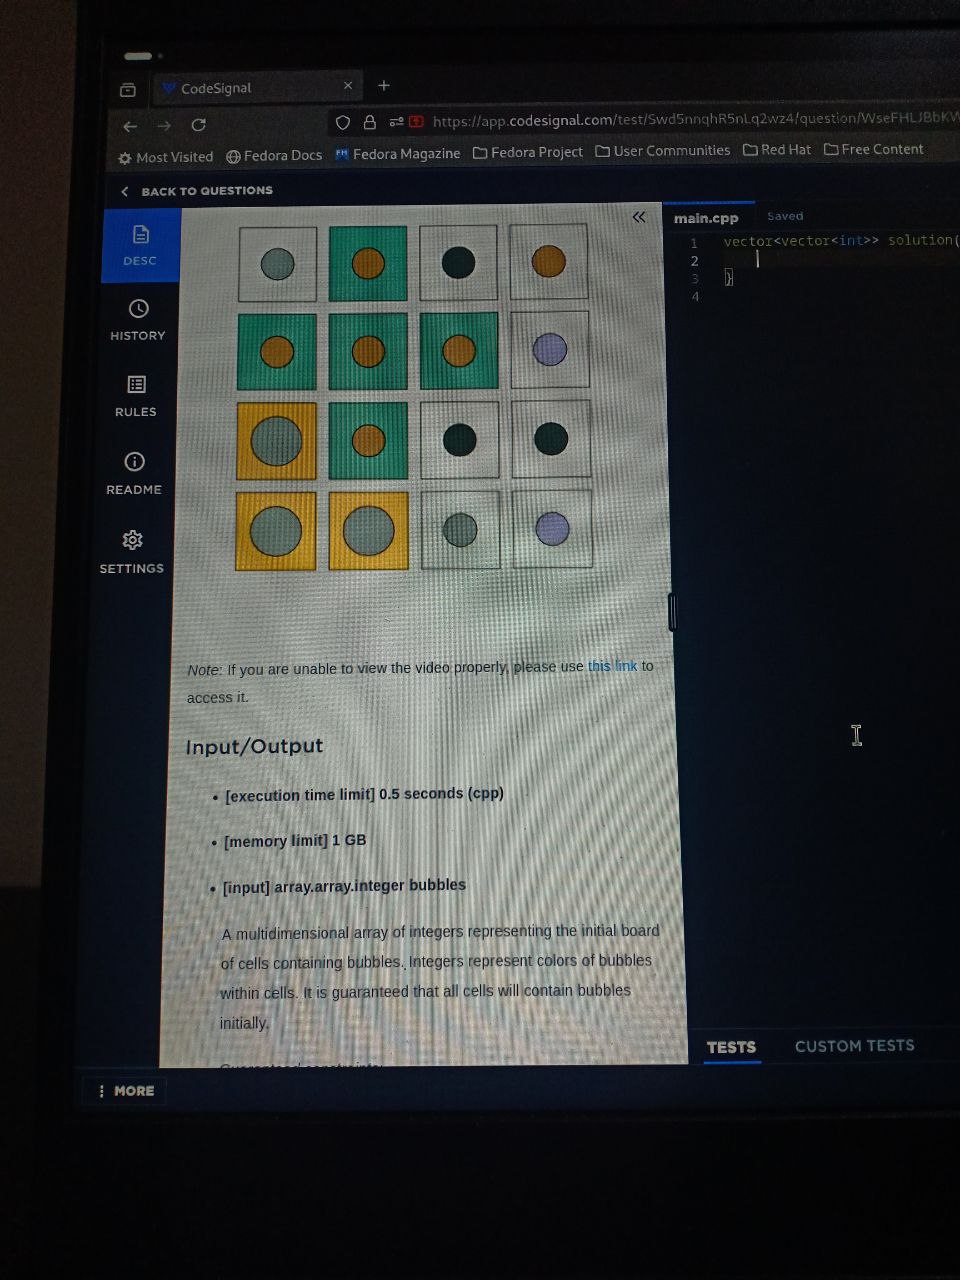 CodeSignal
https://app.codesignal.com/test/Swd5nnqhR5nLq2wz4/question/WseFHLJBbKW
Most Visited Fedora Docs Fedora Magazine Fedora Project User Communities Red Hat Free Content
BACK TO QUESTIONS
DESC
HISTORY
RULES
README
SETTINGS
Note: If you are unable to view the video properly, please use this link to
access it.
Input/Output
• [execution time limit] 0.5 seconds (cpp)
• [memory limit] 1 GB
• [input] array.array.integer bubbles
A multidimensional array of integers representing the initial board
of cells containing bubbles. Integers represent colors of bubbles
within cells. It is guaranteed that all cells will contain bubbles
initially.
MORE
main.cpp Saved
1 vector<vector<int>> solution(
2
3 }
4
TESTS CUSTOM TESTS